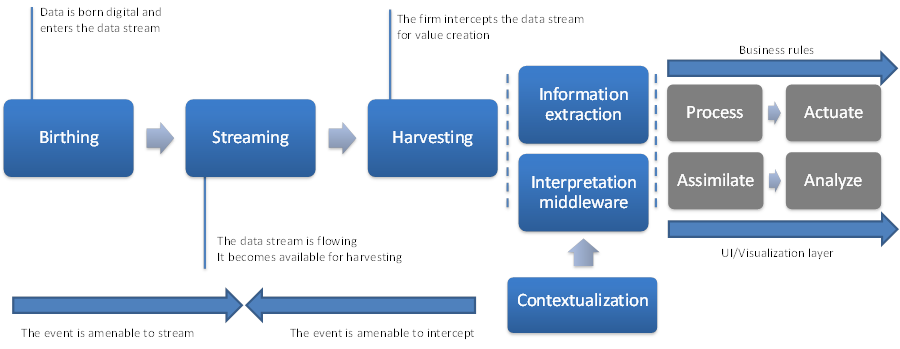 Data is born digital and
enters the data stream
The firm intercepts the data stream
for value creation
Business rules
Birthing
Streaming
Harvesting
Information
extraction
Process
Actuate
Interpretation
middleware
Assimilate
Analyze
The data stream is flowing
It becomes available for harvesting
UI/Visualization layer
Contextualization
The event is amenable to stream
The event is amenable to intercept